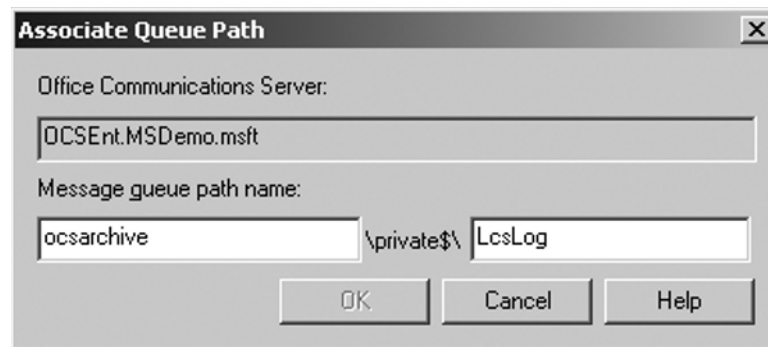 Associate Queue Path
Office Communications Server:
OCSEnt.MSDemo.msft
Message queue path name:
ocsarchive \private$\ LcsLog
OK Cancel Help